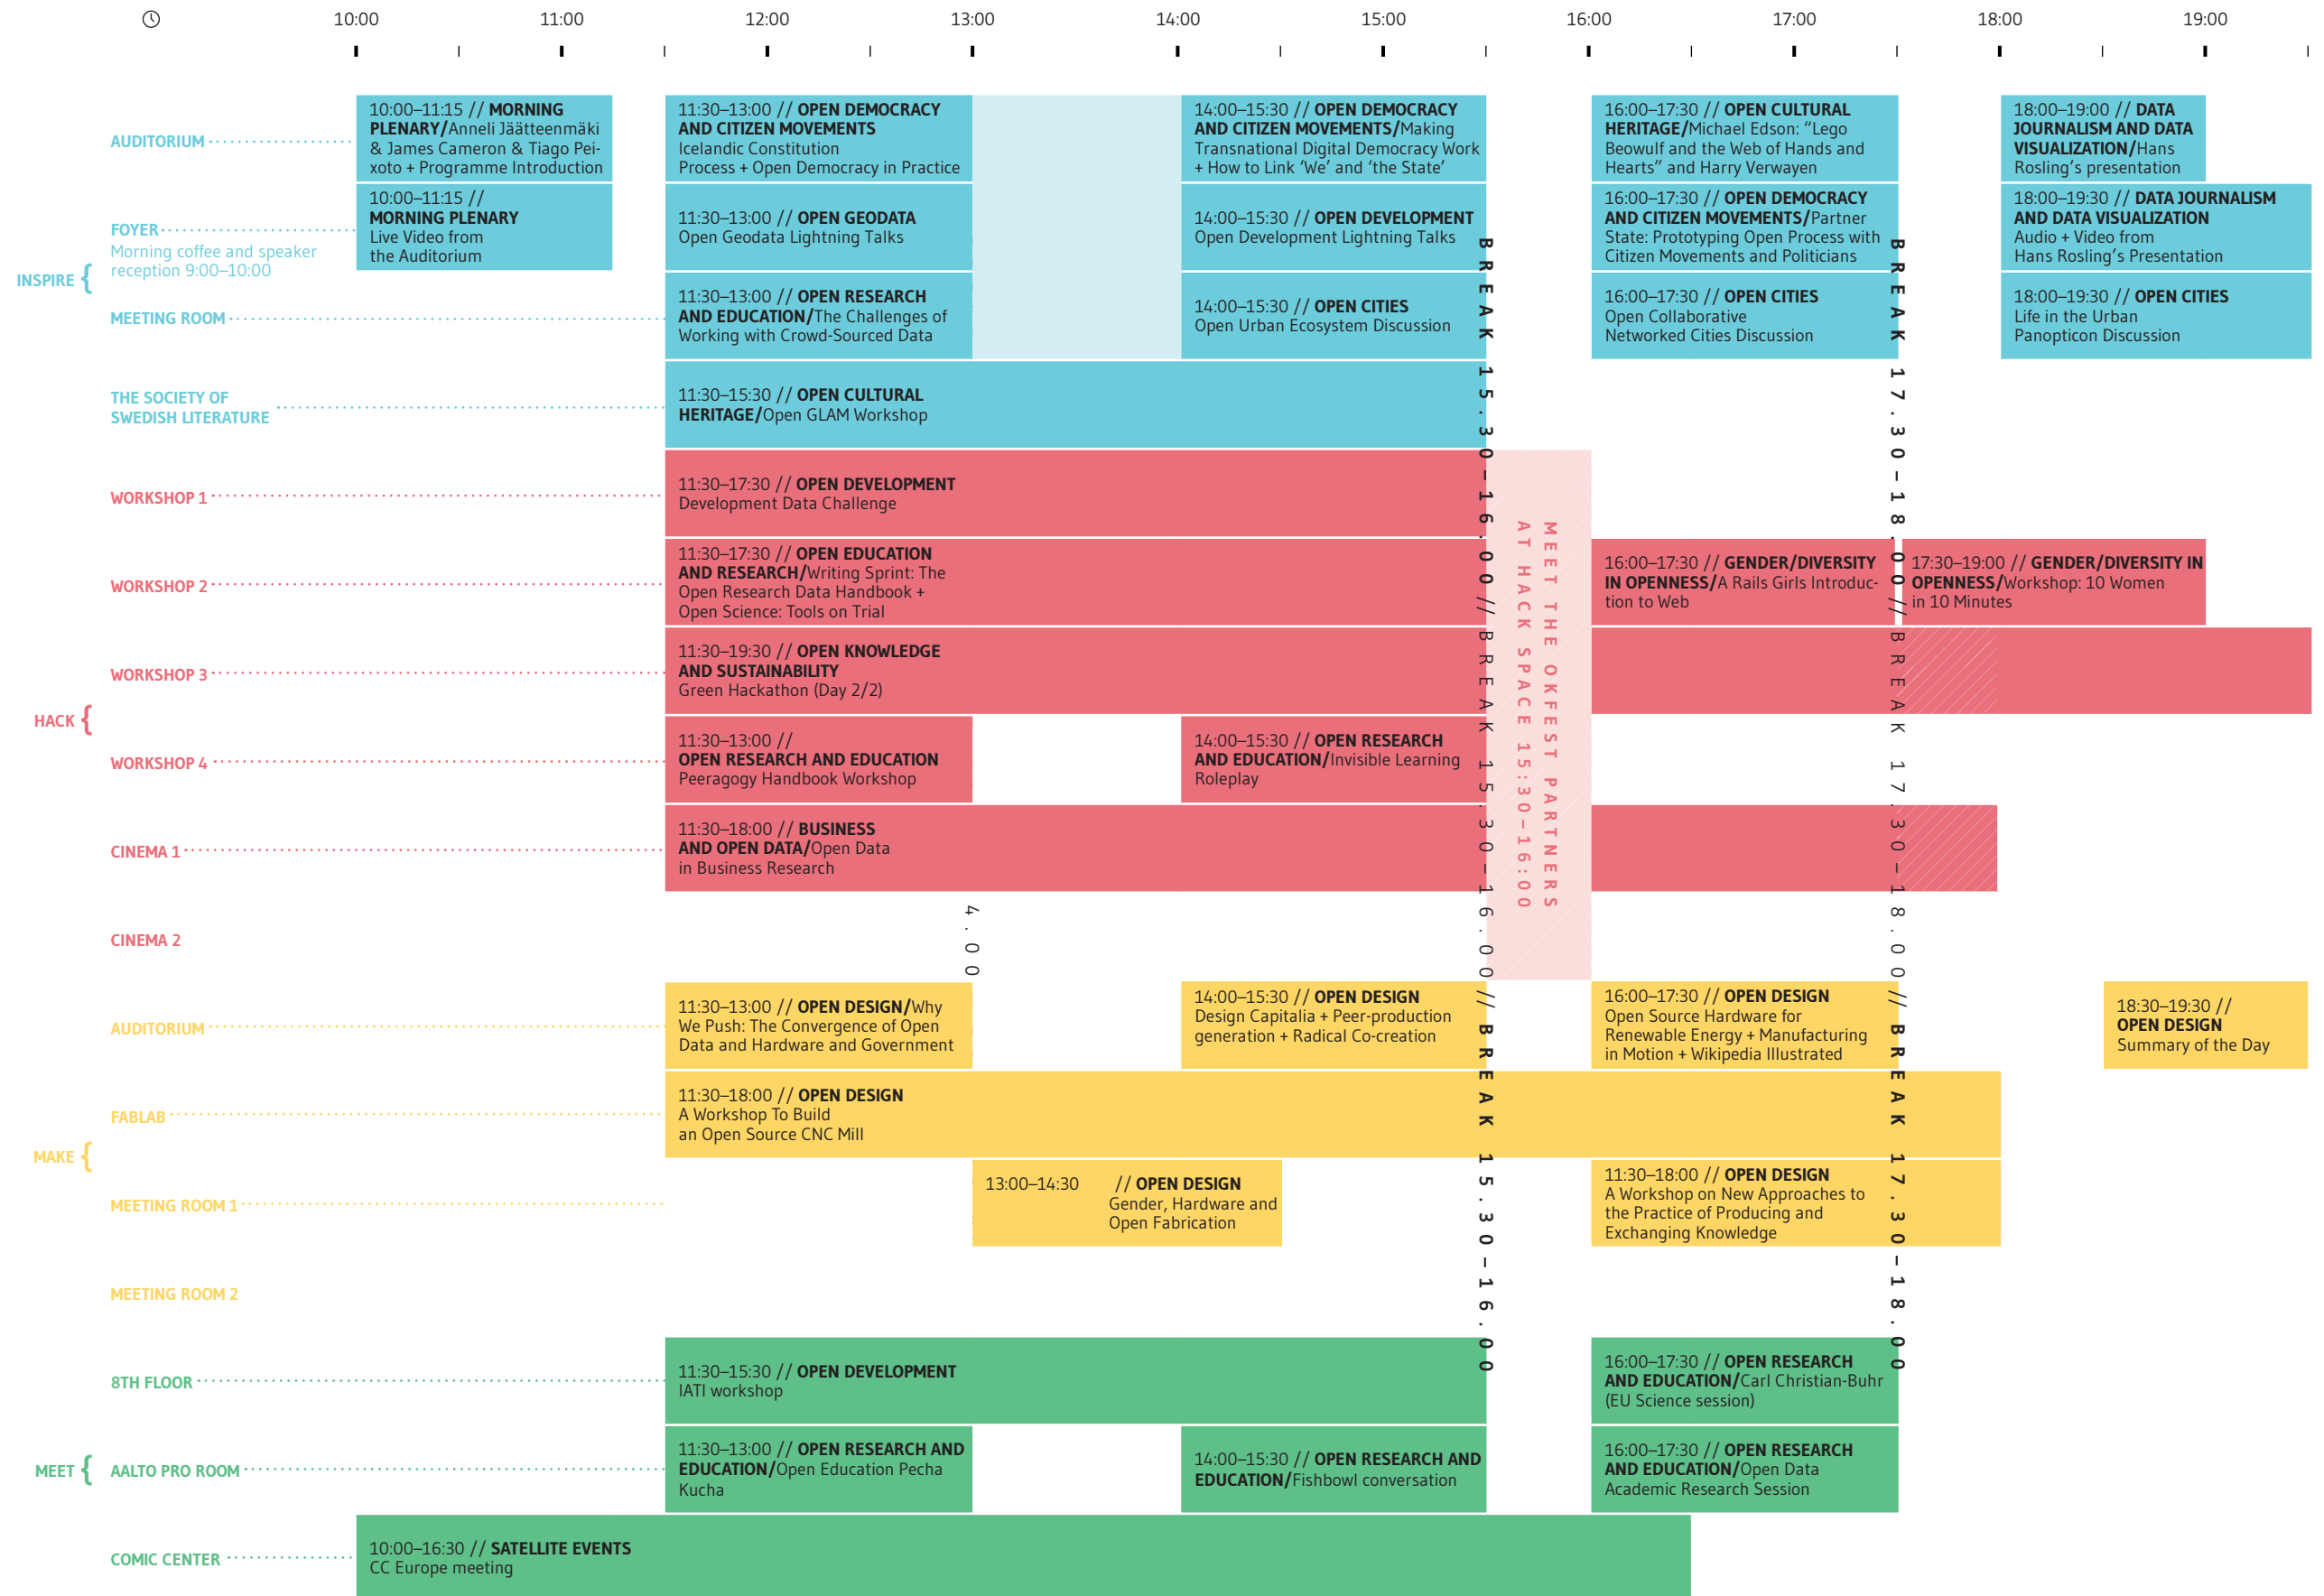 10:00 11:00 12:00 13:00 14:00 15:00 16:00 17:00 18:00 19:00
INSPIRE {
AUDITORIUM
10:00–11:15 // MORNING
PLENARY/Anneli Jäätteenmäki
& James Cameron & Tiago Pei-
xoto + Programme Introduction
11:30–13:00 // OPEN DEMOCRACY
AND CITIZEN MOVEMENTS
Icelandic Constitution
Process + Open Democracy in Practice
14:00–15:30 // OPEN DEMOCRACY
AND CITIZEN MOVEMENTS/Making
Transnational Digital Democracy Work
+ How to Link ‘We’ and ‘the State’
16:00–17:30 // OPEN CULTURAL
HERITAGE/Michael Edson: “Lego
Beowulf and the Web of Hands and
Hearts” and Harry Verwayen
18:00–19:00 // DATA
JOURNALISM AND DATA
VISUALIZATION/Hans
Rosling’s presentation
FOYER
Morning coffee and speaker
reception 9:00–10:00
10:00–11:15 //
MORNING PLENARY
Live Video from
the Auditorium
11:30–13:00 // OPEN GEODATA
Open Geodata Lightning Talks
14:00–15:30 // OPEN DEVELOPMENT
Open Development Lightning Talks
16:00–17:30 // OPEN DEMOCRACY
AND CITIZEN MOVEMENTS/Partner
State: Prototyping Open Process with
Citizen Movements and Politicians
18:00–19:30 // DATA JOURNALISM
AND DATA VISUALIZATION
Audio + Video from
Hans Rosling’s Presentation
MEETING ROOM
11:30–13:00 // OPEN RESEARCH
AND EDUCATION/The Challenges of
Working with Crowd-Sourced Data
14:00–15:30 // OPEN CITIES
Open Urban Ecosystem Discussion
16:00–17:30 // OPEN CITIES
Open Collaborative
Networked Cities Discussion
18:00–19:30 // OPEN CITIES
Life in the Urban
Panopticon Discussion
THE SOCIETY OF
SWEDISH LITERATURE
11:30–15:30 // OPEN CULTURAL
HERITAGE/Open GLAM Workshop
HACK {
WORKSHOP 1
11:30–17:30 // OPEN DEVELOPMENT
Development Data Challenge
WORKSHOP 2
11:30–17:30 // OPEN EDUCATION
AND RESEARCH/Writing Sprint: The
Open Research Data Handbook +
Open Science: Tools on Trial
16:00–17:30 // GENDER/DIVERSITY
IN OPENNESS/A Rails Girls Introduc-
tion to Web
17:30–19:00 // GENDER/DIVERSITY IN
OPENNESS/Workshop: 10 Women
in 10 Minutes
WORKSHOP 3
11:30–19:30 // OPEN KNOWLEDGE
AND SUSTAINABILITY
Green Hackathon (Day 2/2)
WORKSHOP 4
11:30–13:00 //
OPEN RESEARCH AND EDUCATION
Peeragogy Handbook Workshop
14:00–15:30 // OPEN RESEARCH
AND EDUCATION/Invisible Learning
Roleplay
CINEMA 1
11:30–18:00 // BUSINESS
AND OPEN DATA/Open Data
in Business Research
CINEMA 2
4.00
MEET THE OKFEST PARTNERS
AT HACK SPACE 15:30–16:00
BREAK 15.30–16.00 // BREAK 15.30–16.00 // BREAK 15.30–16.00
BREAK 17.30–18.00 // BREAK 17.30–18.00 // BREAK 17.30–18.00
MAKE {
AUDITORIUM
11:30–13:00 // OPEN DESIGN/Why
We Push: The Convergence of Open
Data and Hardware and Government
14:00–15:30 // OPEN DESIGN
Design Capitalia + Peer-production
generation + Radical Co-creation
16:00–17:30 // OPEN DESIGN
Open Source Hardware for
Renewable Energy + Manufacturing
in Motion + Wikipedia Illustrated
18:30–19:30 //
OPEN DESIGN
Summary of the Day
FABLAB
11:30–18:00 // OPEN DESIGN
A Workshop To Build
an Open Source CNC Mill
MEETING ROOM 1
13:00–14:30 // OPEN DESIGN
Gender, Hardware and
Open Fabrication
11:30–18:00 // OPEN DESIGN
A Workshop on New Approaches to
the Practice of Producing and
Exchanging Knowledge
MEETING ROOM 2
MEET {
8TH FLOOR
11:30–15:30 // OPEN DEVELOPMENT
IATI workshop
16:00–17:30 // OPEN RESEARCH
AND EDUCATION/Carl Christian-Buhr
(EU Science session)
AALTO PRO ROOM
11:30–13:00 // OPEN RESEARCH AND
EDUCATION/Open Education Pecha
Kucha
14:00–15:30 // OPEN RESEARCH AND
EDUCATION/Fishbowl conversation
16:00–17:30 // OPEN RESEARCH
AND EDUCATION/Open Data
Academic Research Session
COMIC CENTER
10:00–16:30 // SATELLITE EVENTS
CC Europe meeting